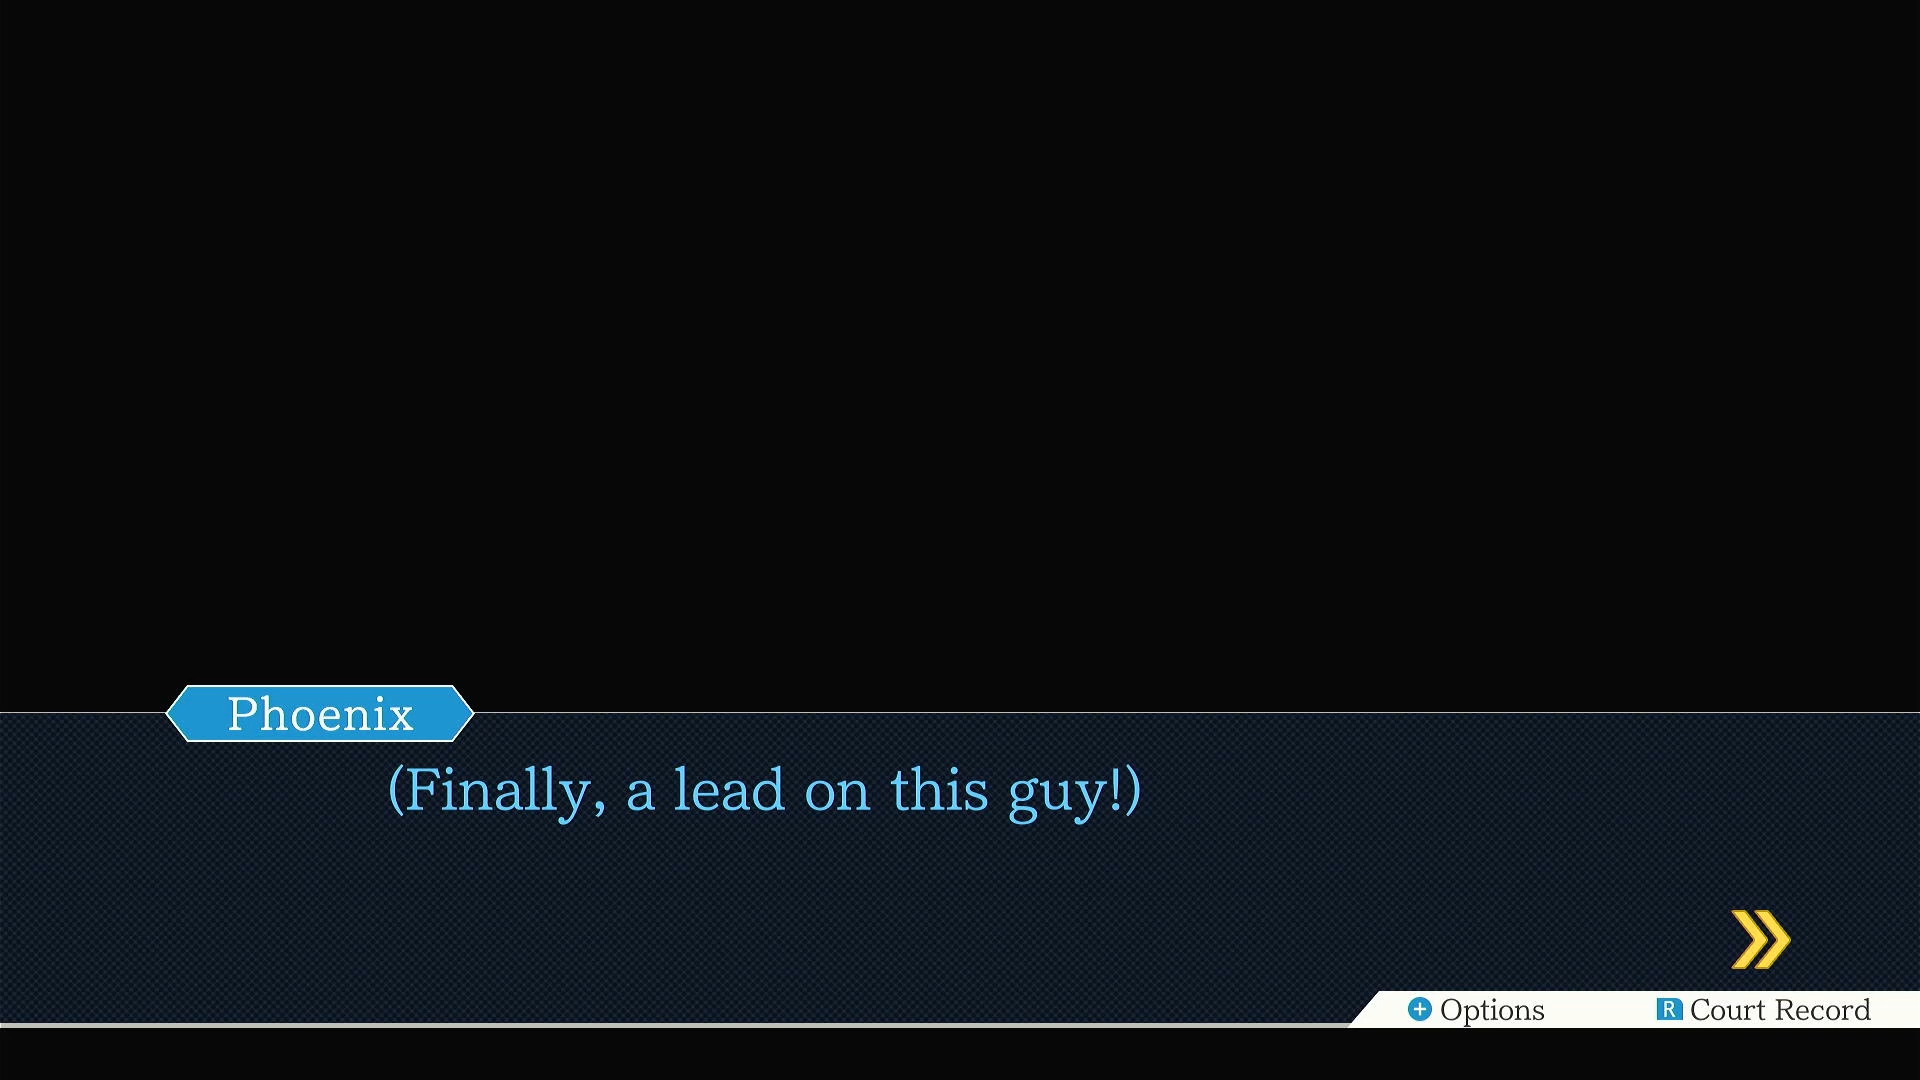 Phoenix
(Finally, a lead on this guy!)
+ Options
R Court Record